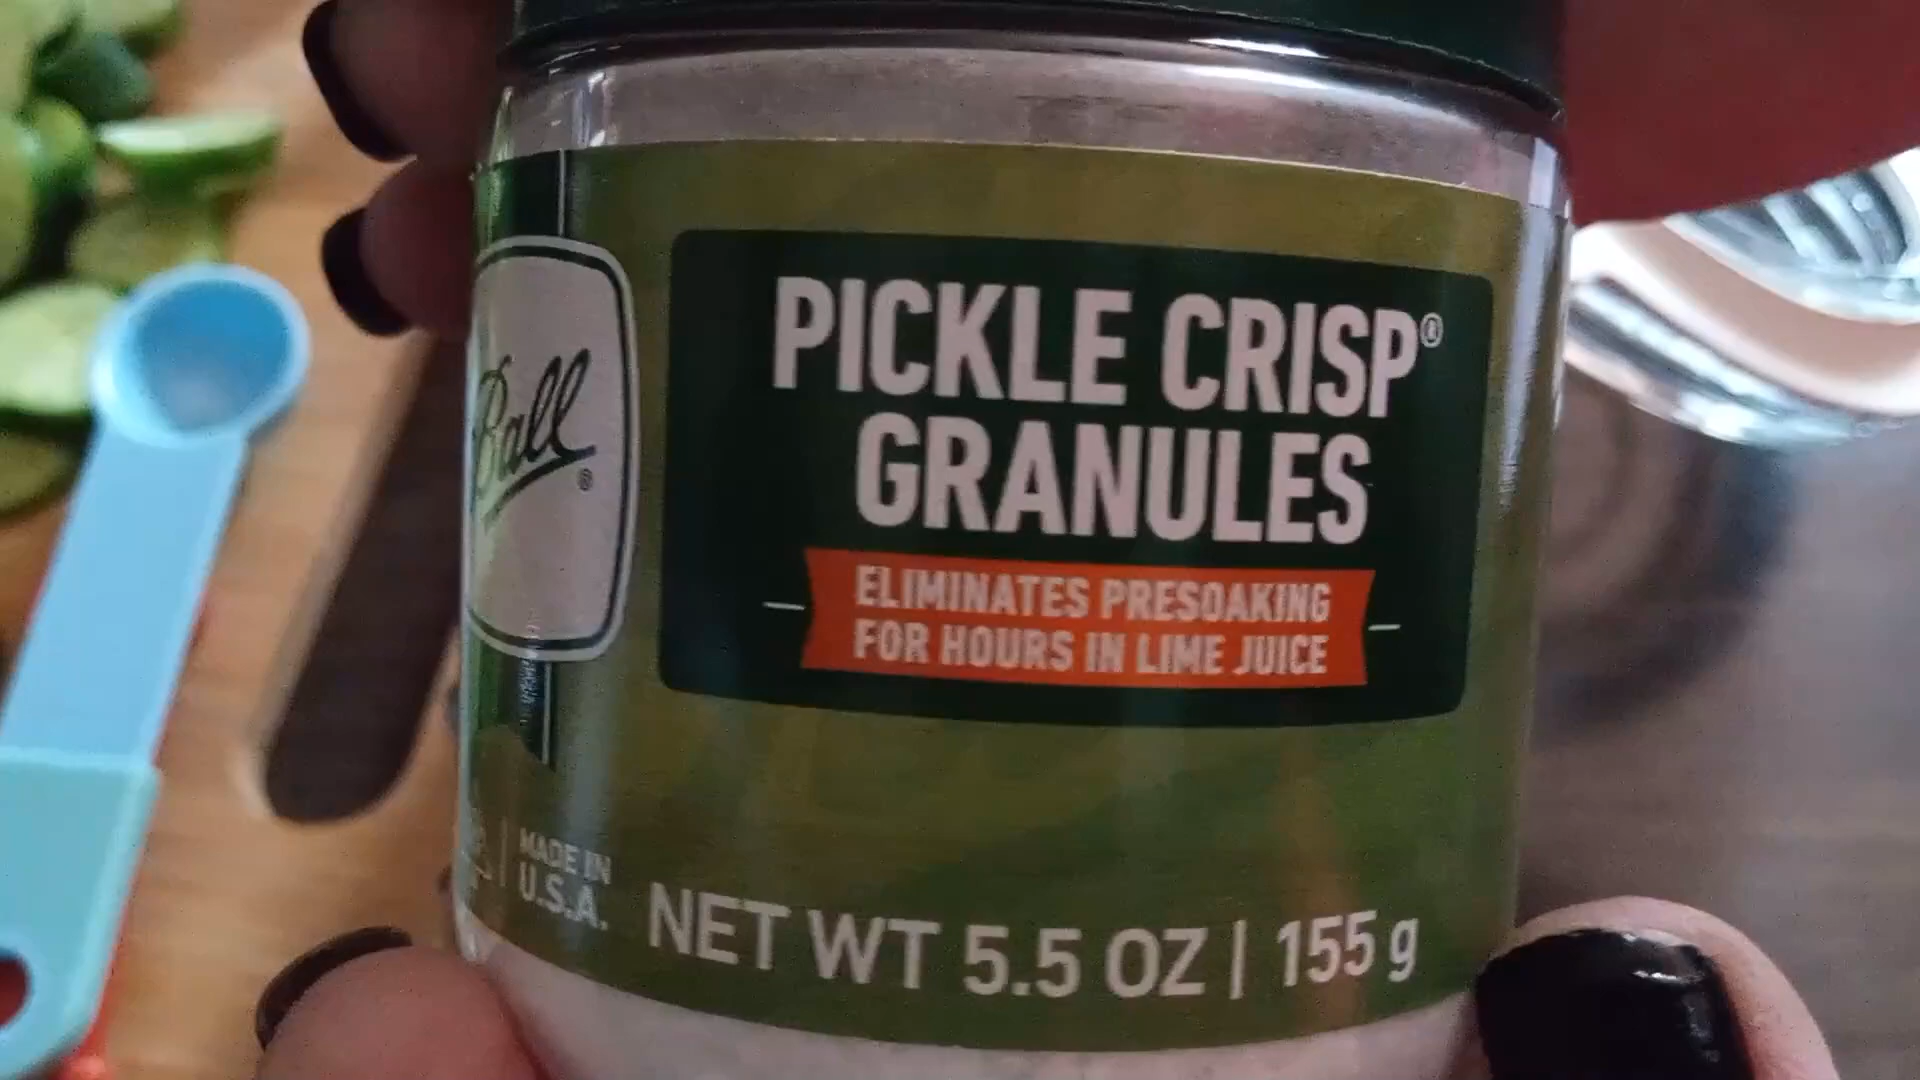 Ball®
PICKLE CRISP®
GRANULES
ELIMINATES PRESOAKING
FOR HOURS IN LIME JUICE
MADE IN
U.S.A.
NET WT 5.5 OZ | 155 g